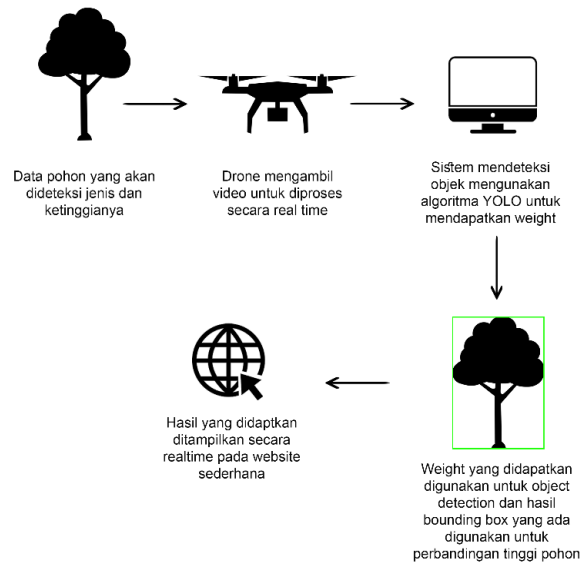 Data pohon yang akan
dideteksi jenis dan
ketinggianya
Drone mengambil
video untuk diproses
secara real time
Sistem mendeteksi
objek mengunakan
algoritma YOLO untuk
mendapatkan weight
Weight yang didapatkan
digunakan untuk object
detection dan hasil
bounding box yang ada
digunakan untuk
perbandingan tinggi pohon
Hasil yang didaptkan
ditampilkan secara
realtime pada website
sederhana